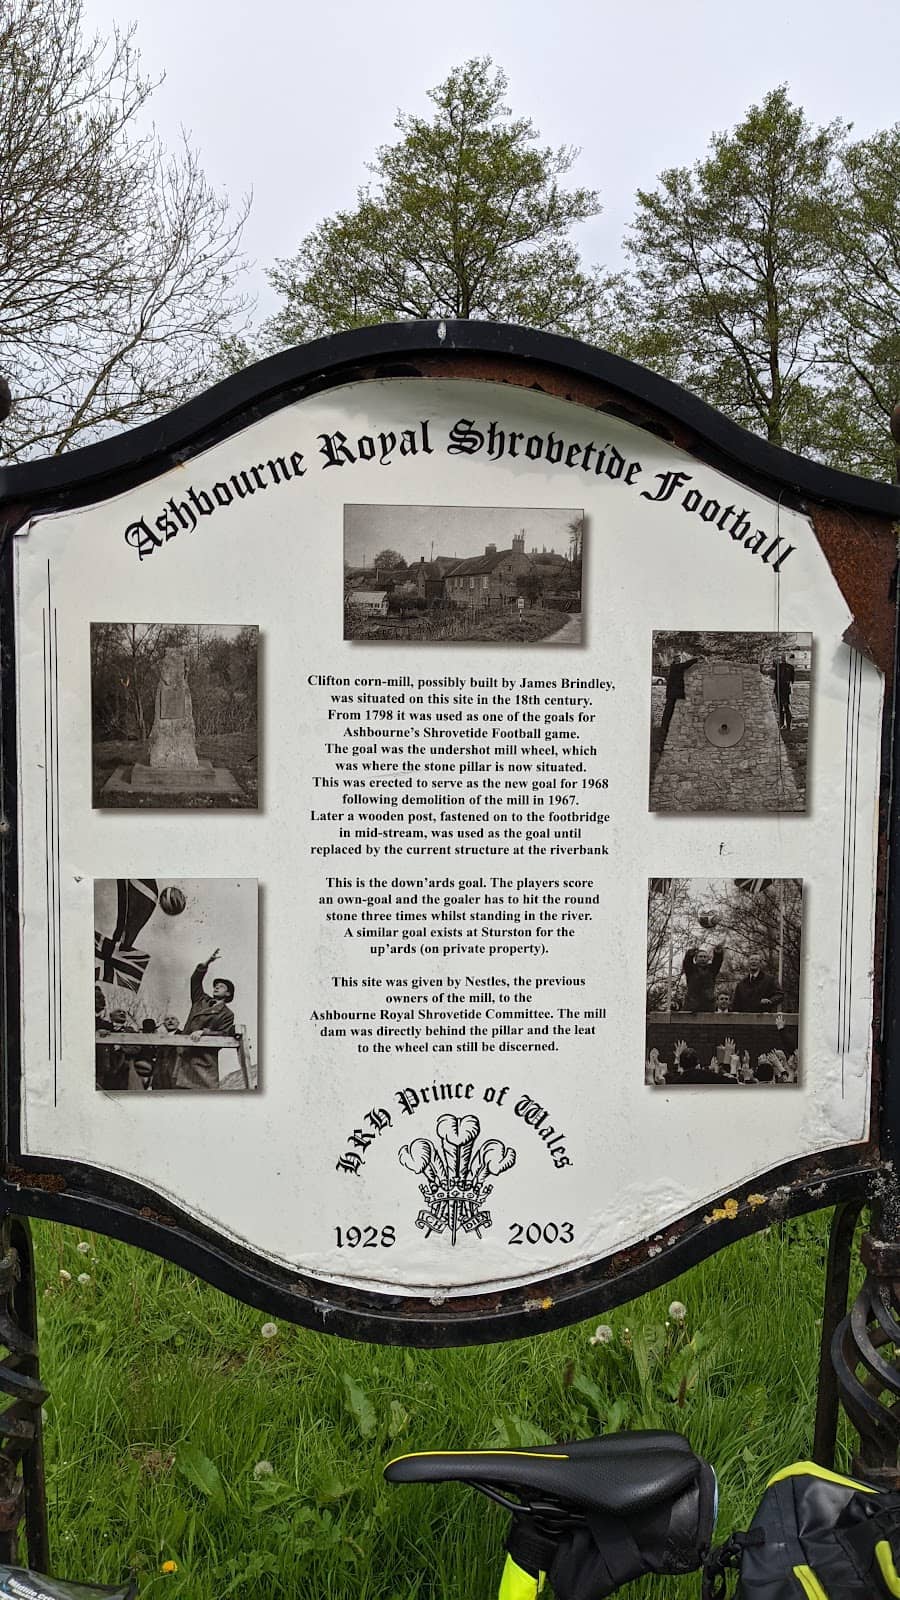 Ashbourne Royal Shrovetide Football
Clifton corn-mill, possibly built by James Brindley,
was situated on this site in the 18th century.
From 1798 it was used as one of the goals for
Ashbourne's Shrovetide Football game.
The goal was the undershot mill wheel, which
was where the stone pillar is now situated.
This was erected to serve as the new goal for 1968
following demolition of the mill in 1967.
Later a wooden post, fastened on to the footbridge
in mid-stream, was used as the goal until
replaced by the current structure at the riverbank
This is the down'ards goal. The players score
an own-goal and the goaler has to hit the round
stone three times whilst standing in the river.
A similar goal exists at Sturston for the
up'ards (on private property).
This site was given by Nestles, the previous
owners of the mill, to the
Ashbourne Royal Shrovetide Committee. The mill
dam was directly behind the pillar and the leat
to the wheel can still be discerned.
HRH Prince of Wales
1928 2003